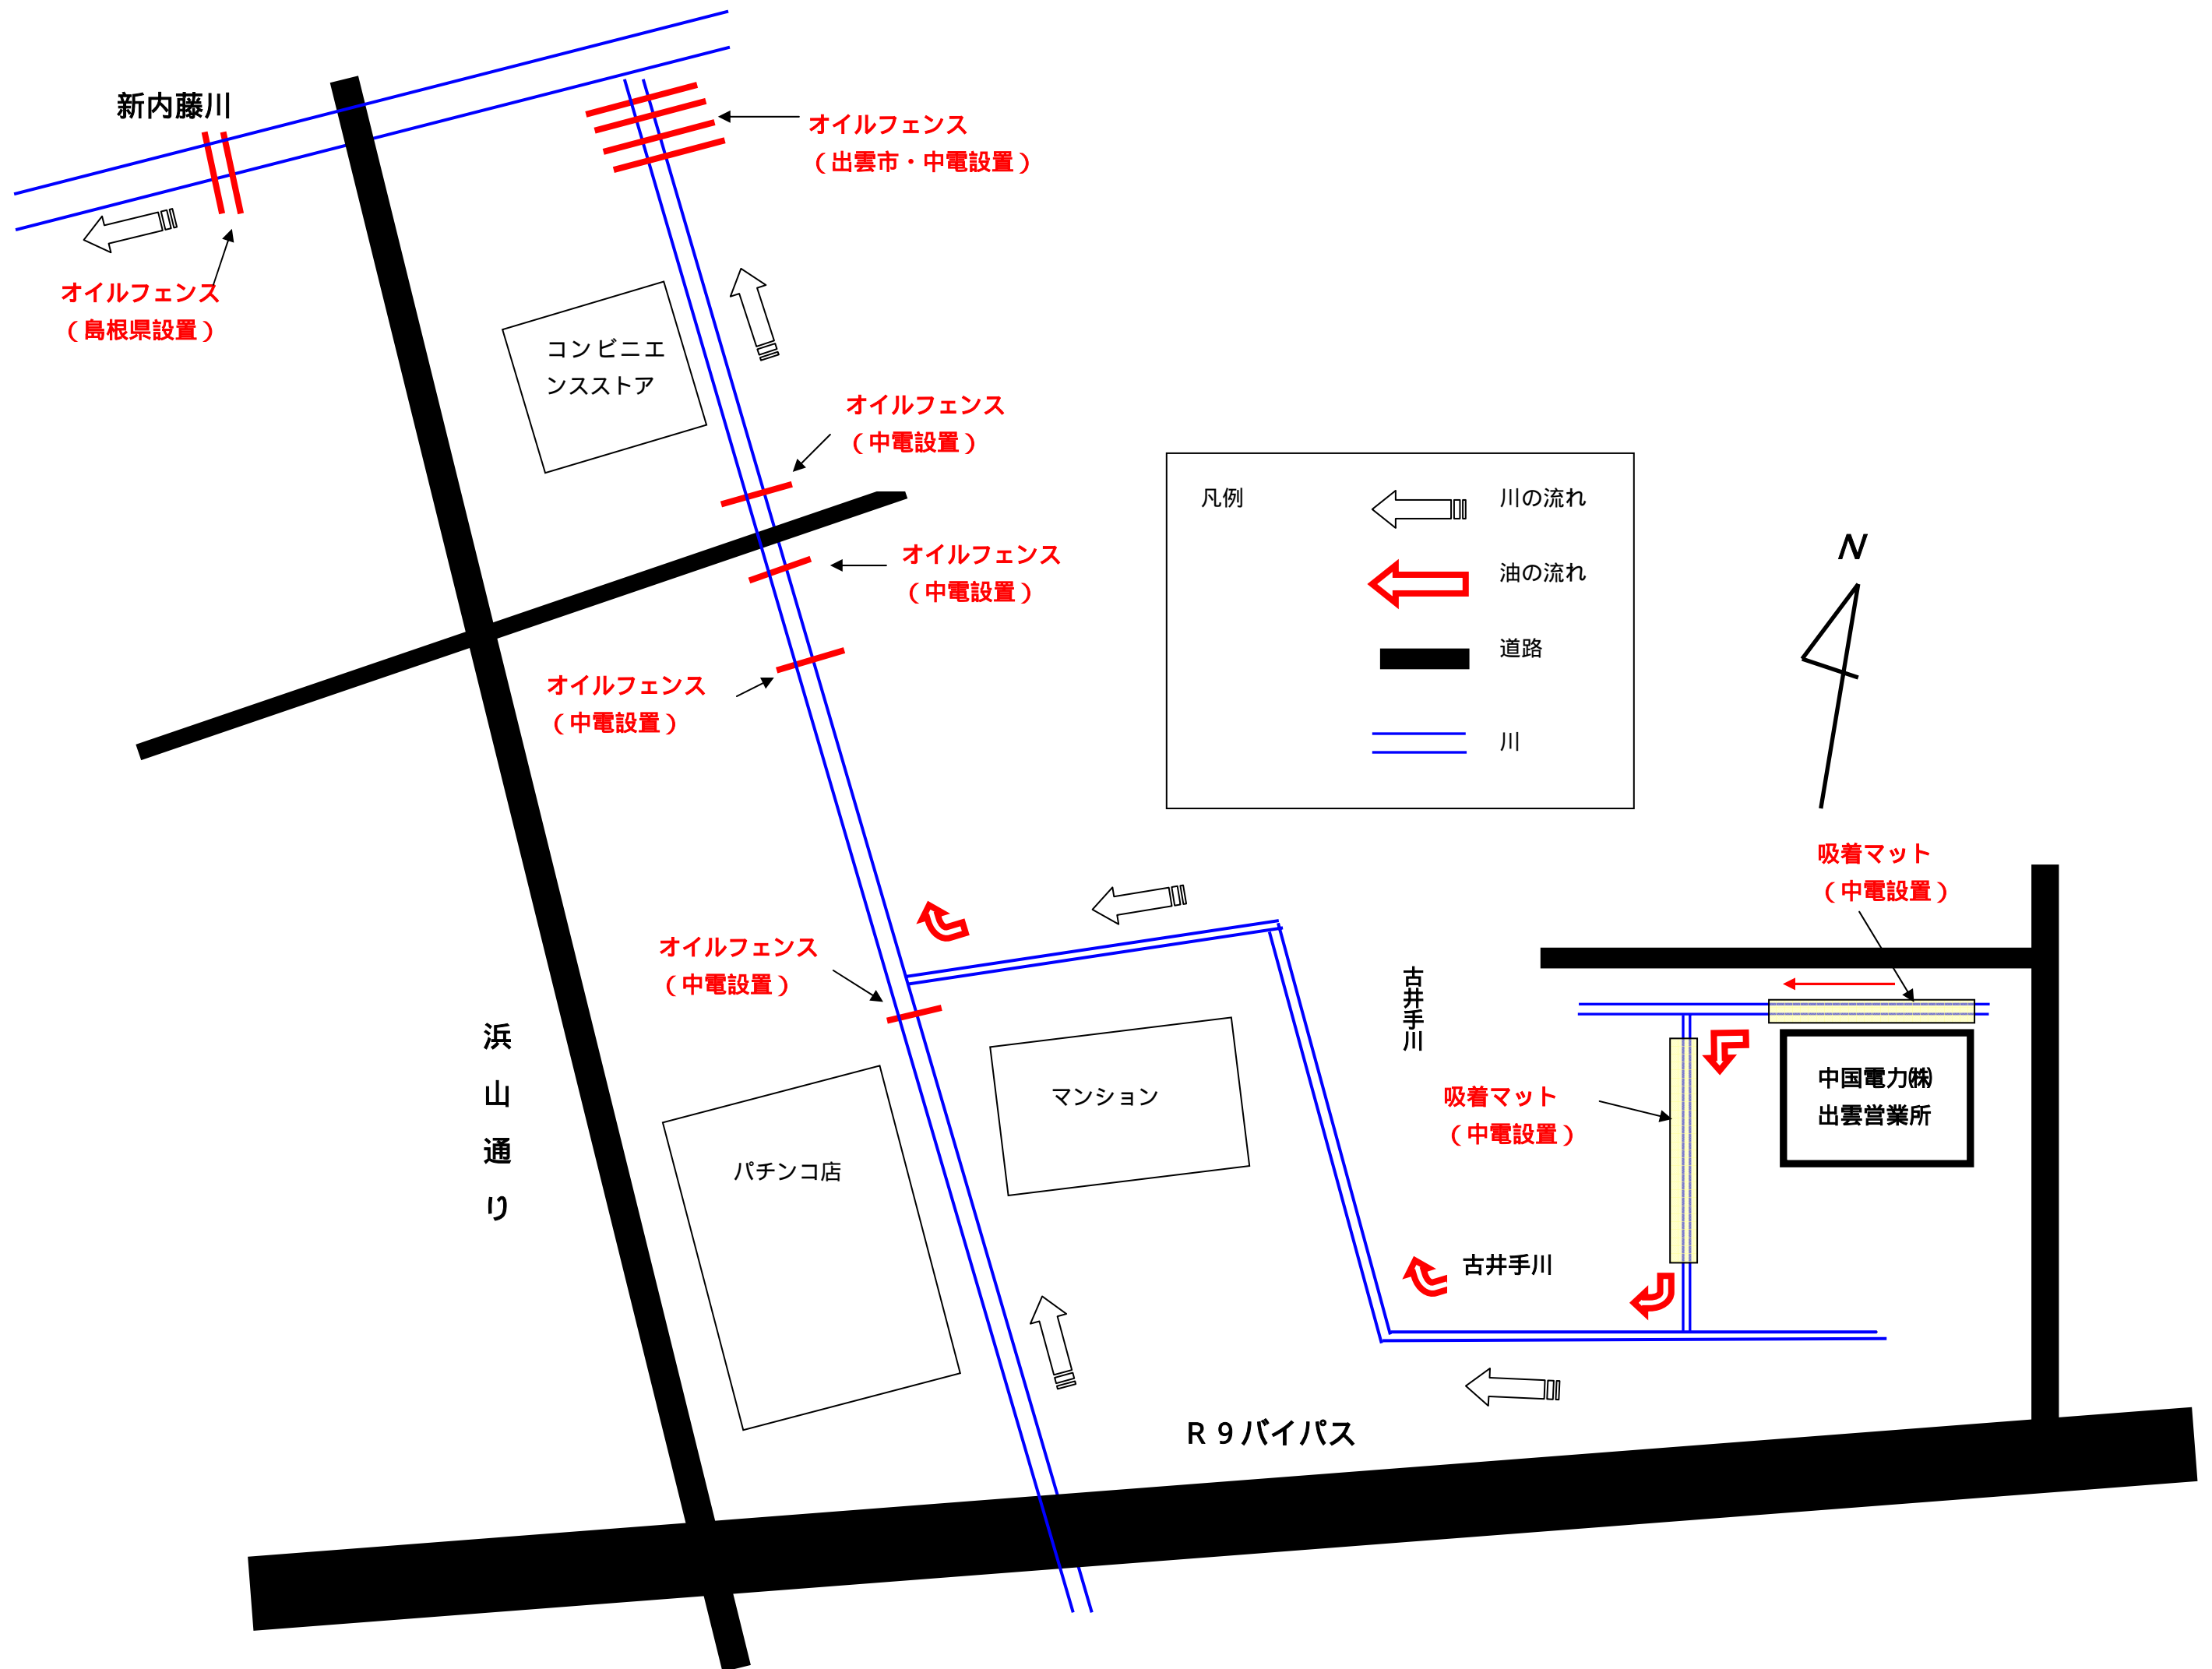 新内藤川
オイルフェンス
（出雲市・中電設置）
オイルフェンス
（島根県設置）
コンビニエ
ンスストア
オイルフェンス
（中電設置）
オイルフェンス
（中電設置）
オイルフェンス
（中電設置）
凡例
川の流れ
油の流れ
道路
川
N
吸着マット
（中電設置）
オイルフェンス
（中電設置）
古井手川
浜山通り
マンション
パチンコ店
吸着マット
（中電設置）
中国電力㈱
出雲営業所
古井手川
Ｒ９バイパス